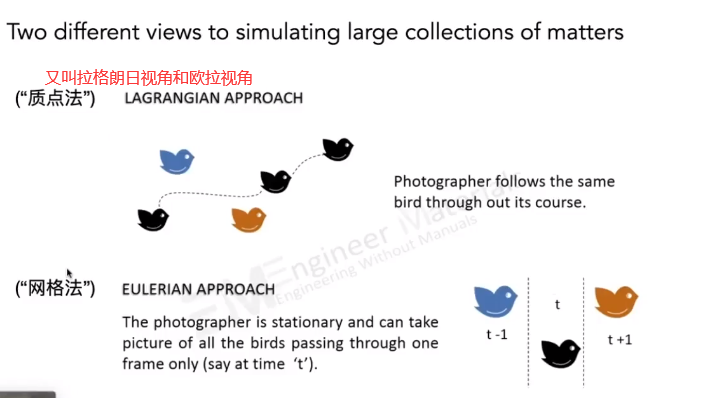 Two different views to simulating large collections of matters
又叫拉格朗日视角和欧拉视角
(“质点法”) LAGRANGIAN APPROACH
Photographer follows the same
bird through out its course.
Engineer Materials
Engineering Without Manuals
(“网格法”) EULERIAN APPROACH
The photographer is stationary and can take
picture of all the birds passing through one
frame only (say at time ‘t’).
t -1
t
t +1